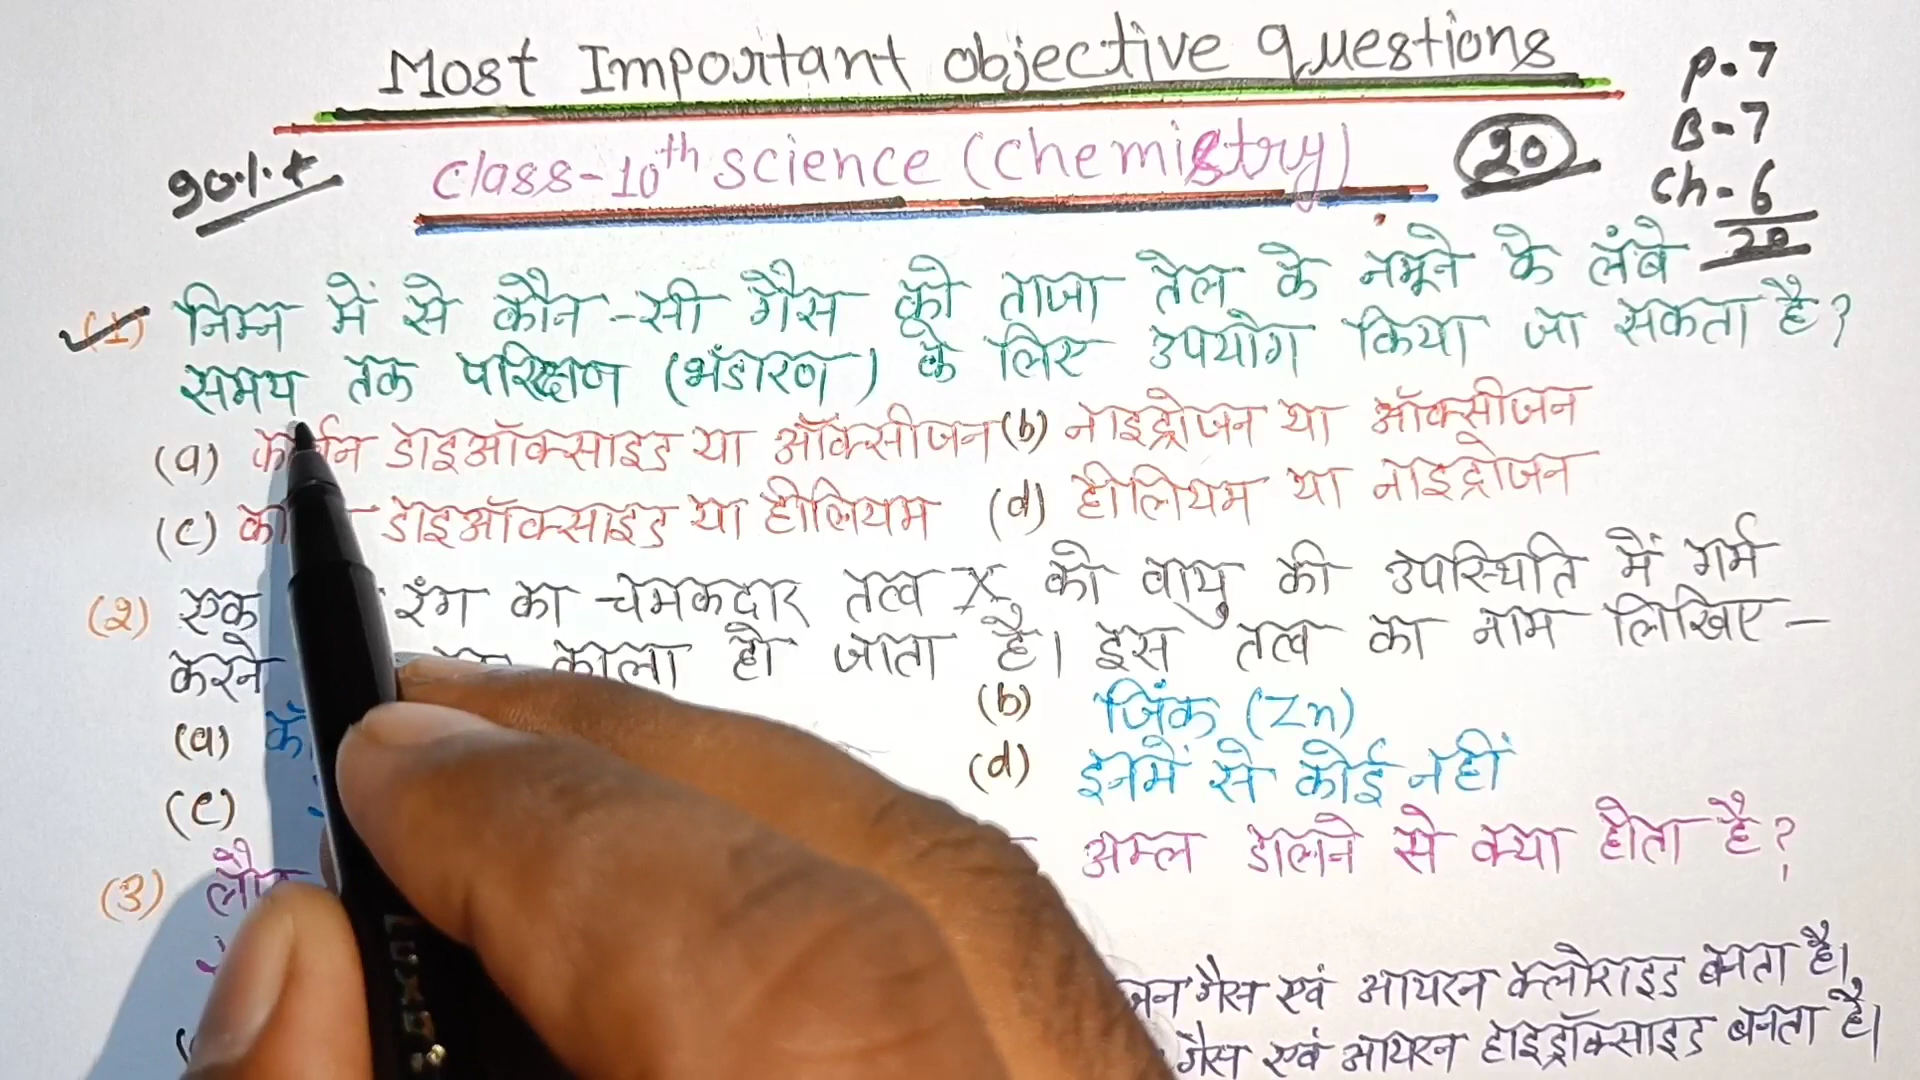 Most Important objective questions
P-7
B-7
Ch-6
20
90%+
class-10th science (chemistry)
20
(1) निम्न में से कौन-सी गैस को ताजा तेल के नमूने के लंबे
समय तक परिक्षण (भंडारण) के लिए उपयोग किया जा सकता है?
(a) डाइऑक्साइड या ऑक्सीजन (b) नाइट्रोजन या ऑक्सीजन
(c) डाइऑक्साइड या हीलियम (d) हीलियम या नाइट्रोजन
(2) एक रंग का चमकदार तत्व X को वायु की उपस्थिति में गर्म
करने काला हो जाता है। इस तत्व का नाम लिखिए-
(a) (b) जिंक (Zn)
(c) (d) इनमें से कोई नहीं
(3) अम्ल डालने से क्या होता है?
गैस एवं आयरन क्लोराइड बनता है।
गैस एवं आयरन हाइड्रॉक्साइड बनता है।